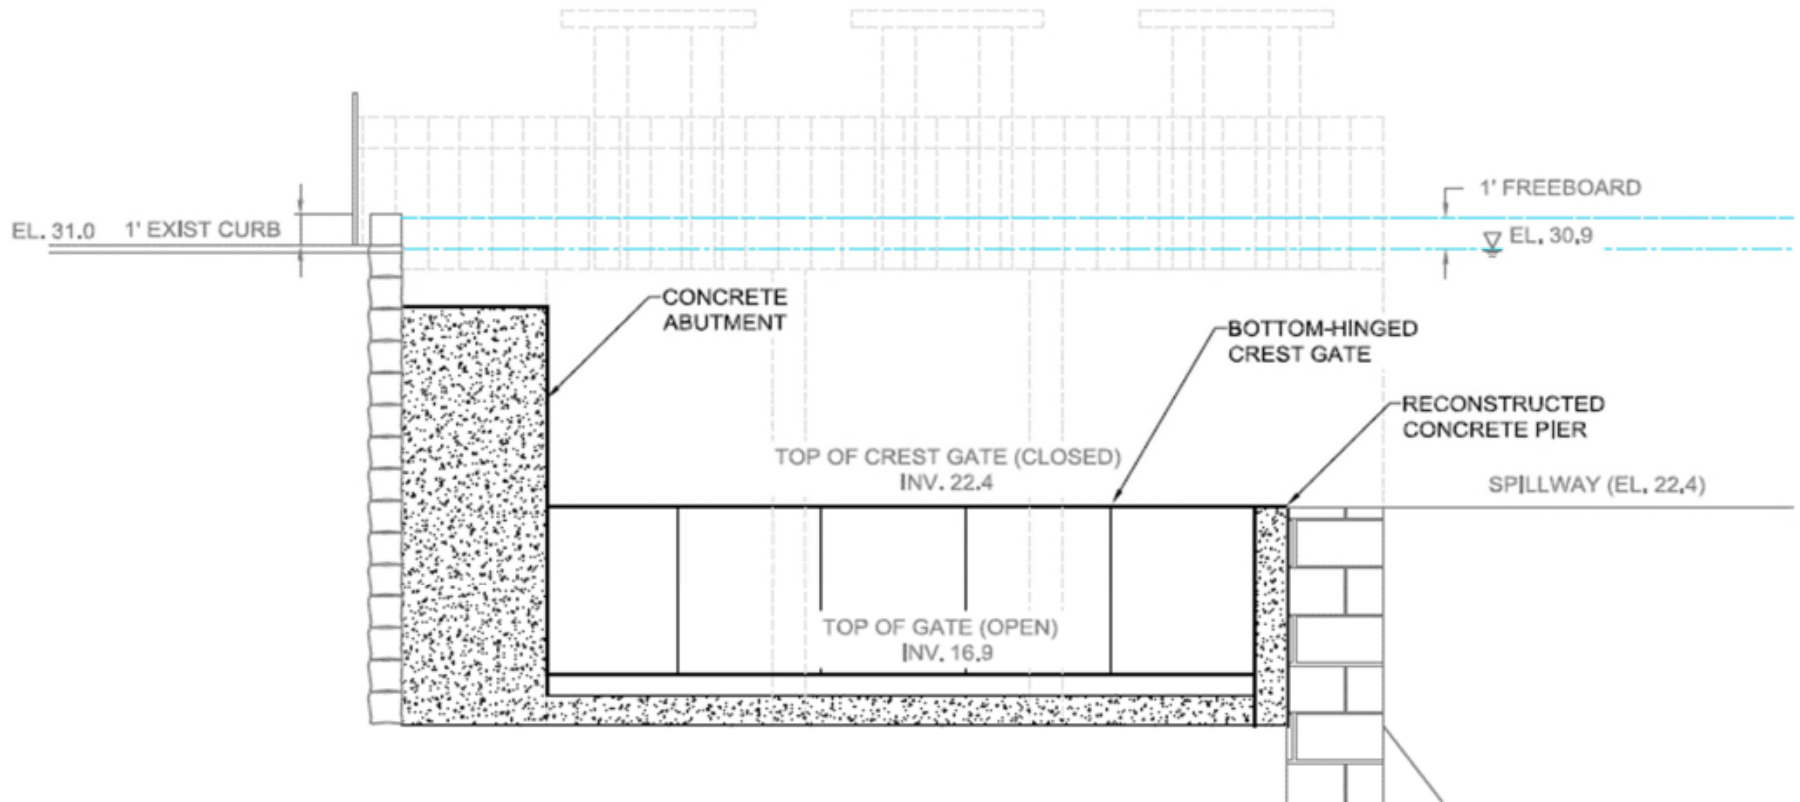 1' FREEBOARD
EL. 31.0
1' EXIST CURB
EL. 30.9
CONCRETE
ABUTMENT
BOTTOM-HINGED
CREST GATE
RECONSTRUCTED
CONCRETE PIER
TOP OF CREST GATE (CLOSED)
INV. 22.4
SPILLWAY (EL. 22.4)
TOP OF GATE (OPEN)
INV. 16.9